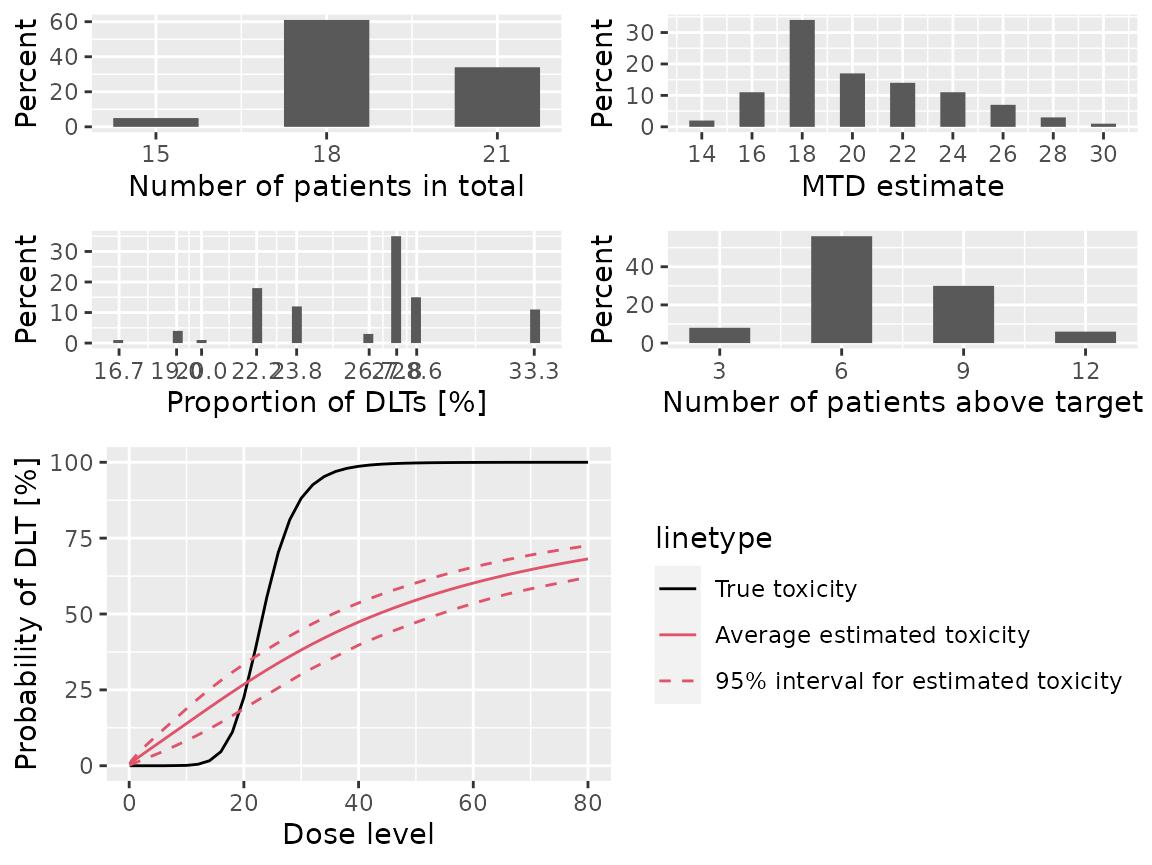 Percent
60
40
20
0
15 18 21
Number of patients in total
Percent
30
20
10
0
14 16 18 20 22 24 26 28 30
MTD estimate
Percent
30
20
10
0
16.7 19.0 20.0 22.2 23.8 26.7 27.8 28.6 33.3
Proportion of DLTs [%]
Percent
40
20
0
3 6 9 12
Number of patients above target
Probability of DLT [%]
100
75
50
25
0
0 20 40 60 80
Dose level
linetype
True toxicity
Average estimated toxicity
95% interval for estimated toxicity